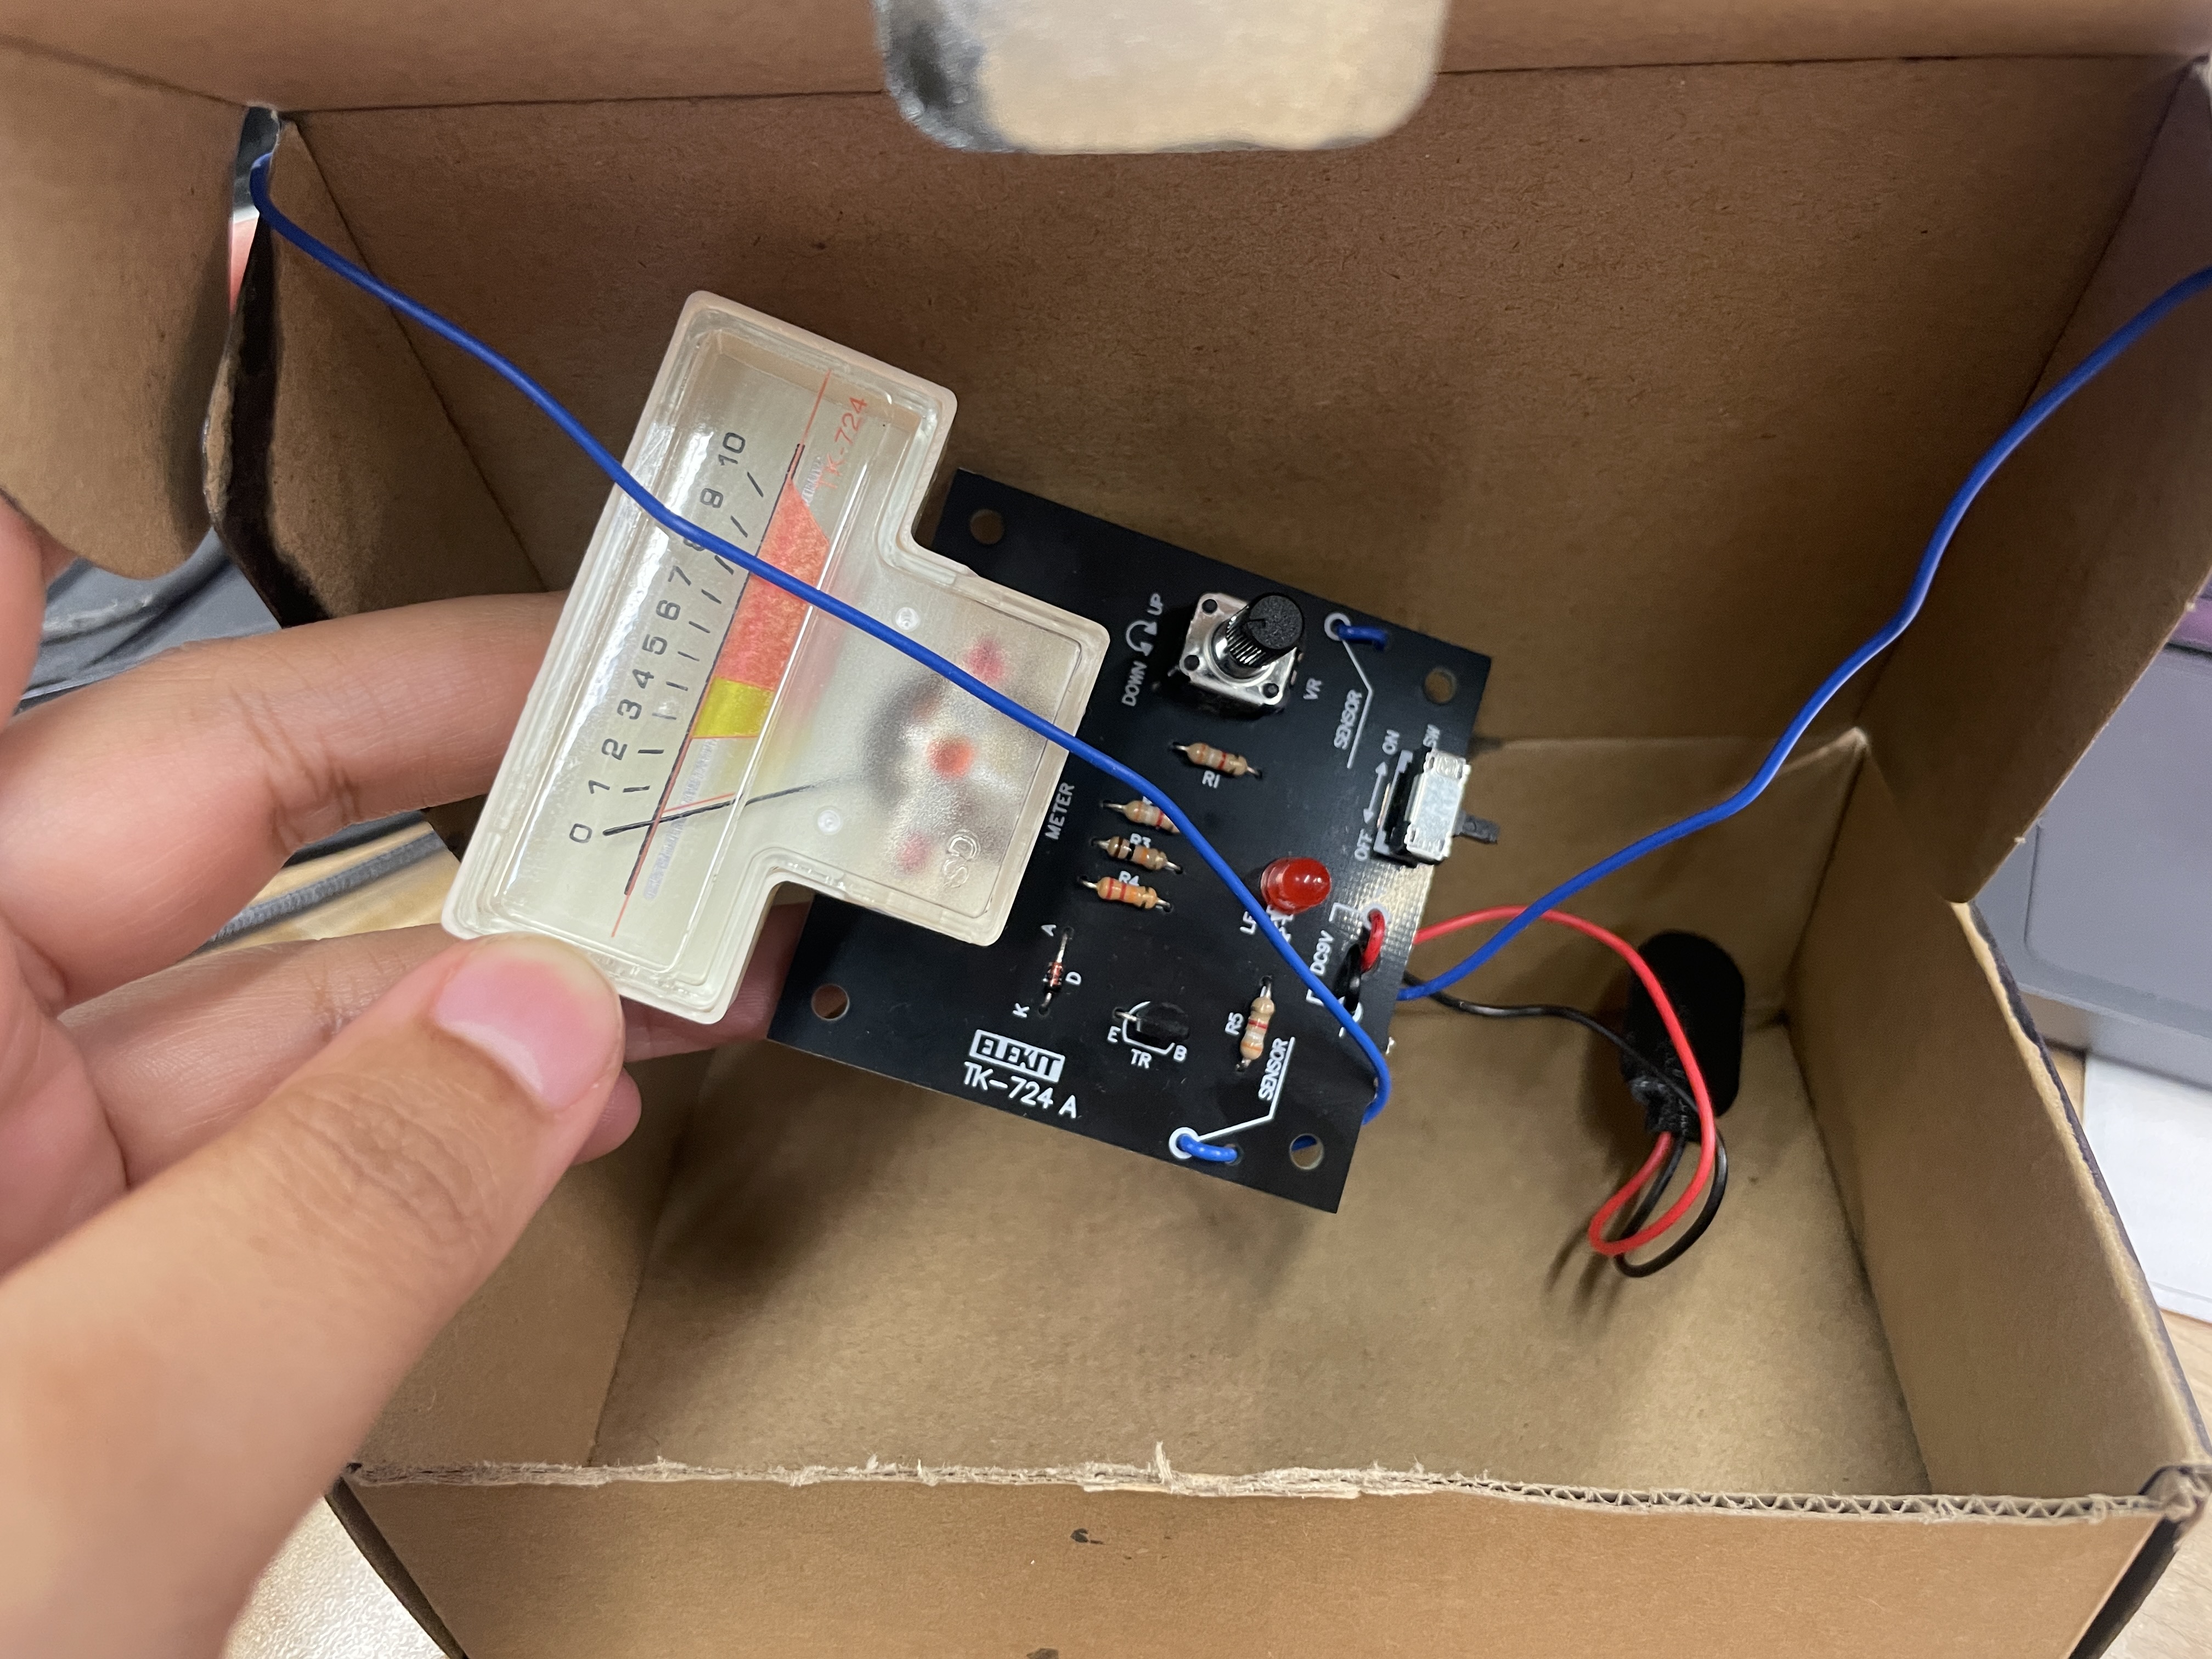 0 1 2 3 4 5 6 7 8 9 10
TK-724
SD
UP
DOWN
VR
SENSOR
ON
OFF
SW
R1
METER
R3
R4
DC9V
A
D
K
E
TR
B
R5
SENSOR
ELEKIT
TK-724 A